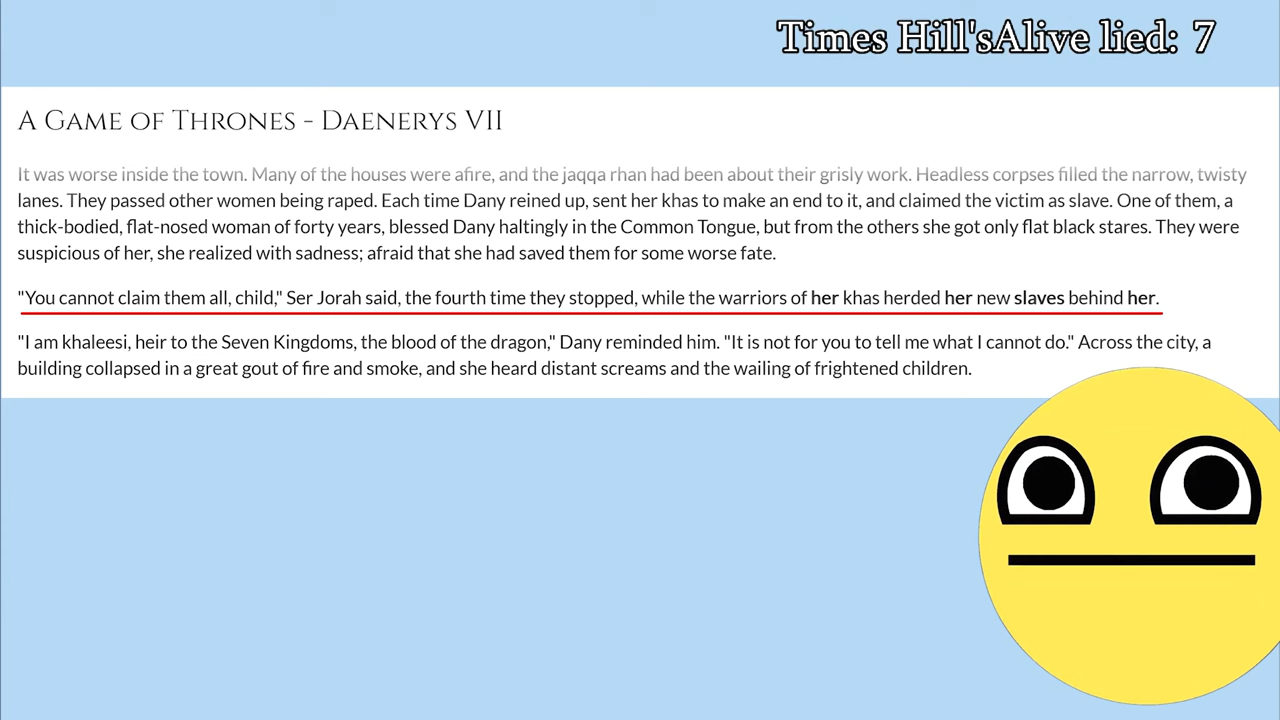 Times Hill'sAlive lied: 7
A Game of Thrones - Daenerys VII
It was worse inside the town. Many of the houses were afire, and the jaqqa rhan had been about their grisly work. Headless corpses filled the narrow, twisty
lanes. They passed other women being raped. Each time Dany reined up, sent her khas to make an end to it, and claimed the victim as slave. One of them, a
thick-bodied, flat-nosed woman of forty years, blessed Dany haltingly in the Common Tongue, but from the others she got only flat black stares. They were
suspicious of her, she realized with sadness; afraid that she had saved them for some worse fate.
"You cannot claim them all, child," Ser Jorah said, the fourth time they stopped, while the warriors of her khas herded her new slaves behind her.
"I am khaleesi, heir to the Seven Kingdoms, the blood of the dragon," Dany reminded him. "It is not for you to tell me what I cannot do." Across the city, a
building collapsed in a great gout of fire and smoke, and she heard distant screams and the wailing of frightened children.